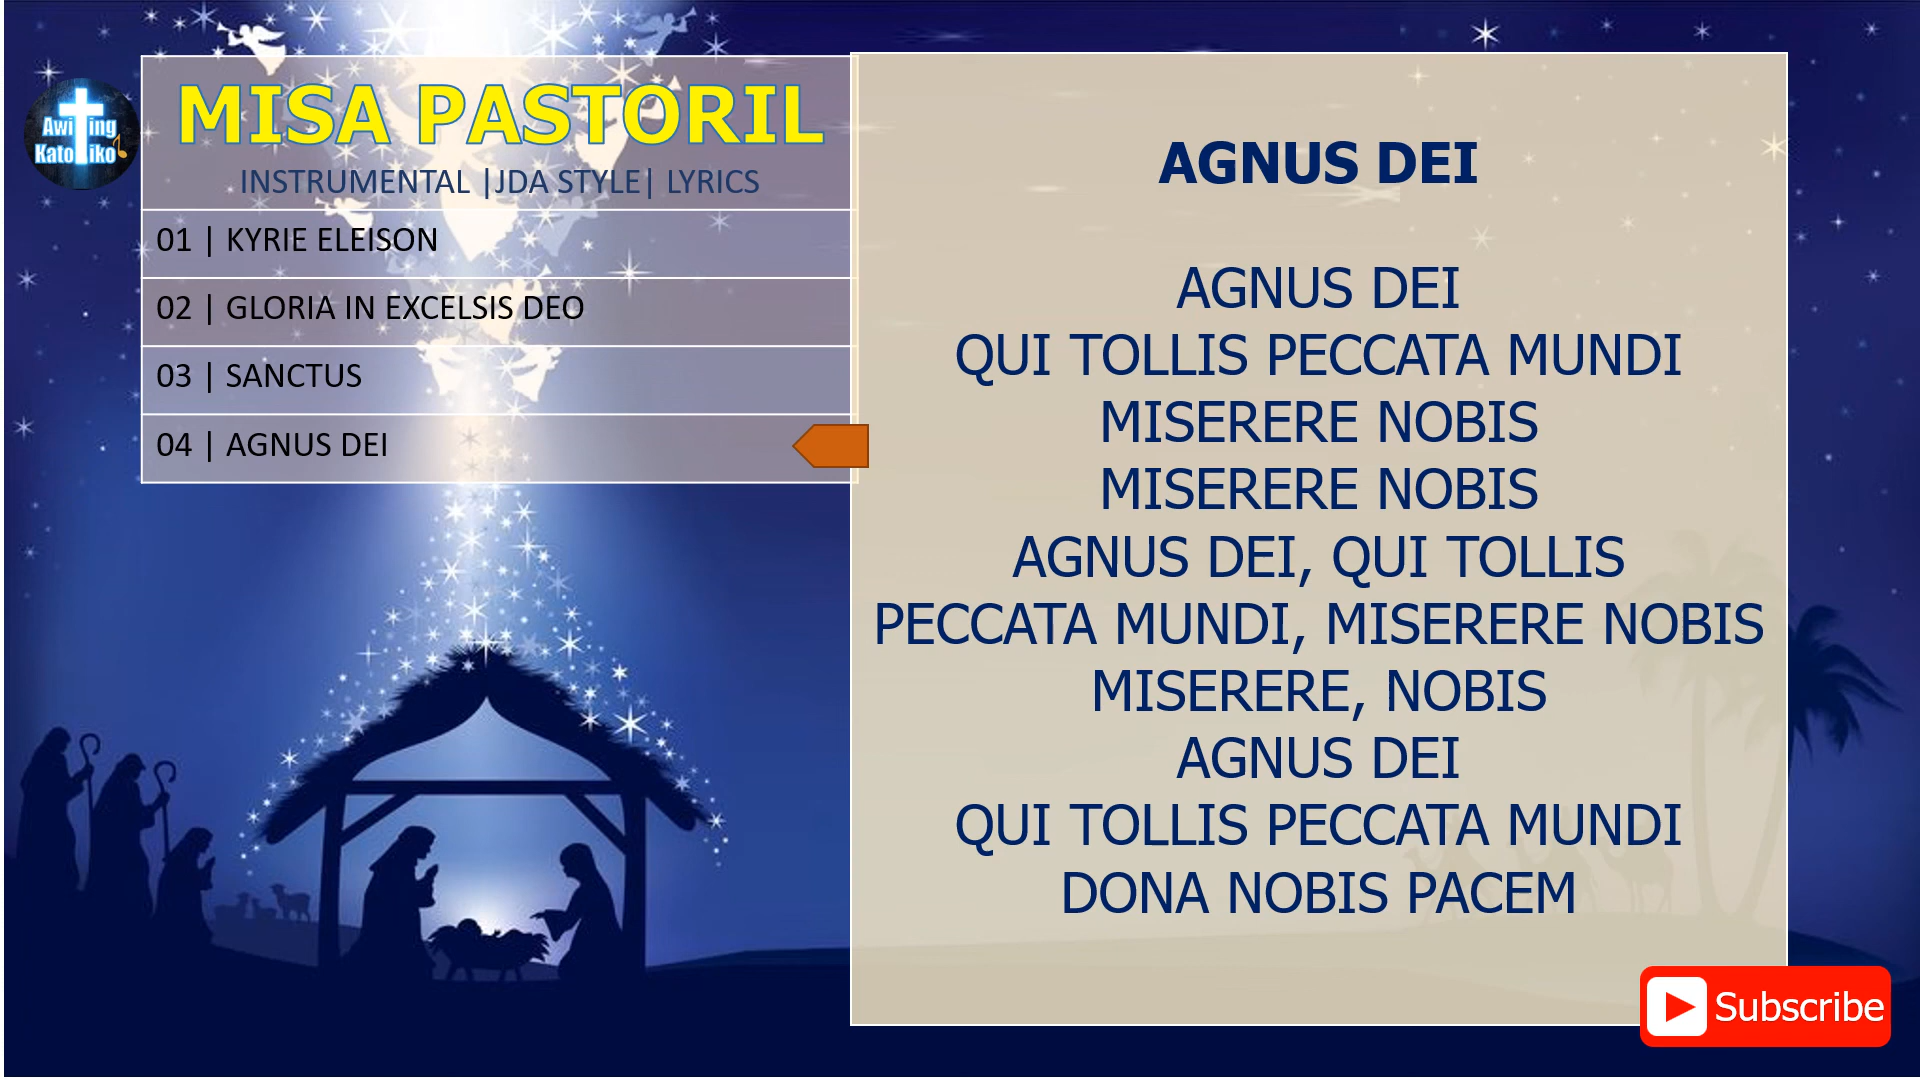 Awiting
Katoliko
MISA PASTORIL
INSTRUMENTAL |JDA STYLE| LYRICS
01 | KYRIE ELEISON
02 | GLORIA IN EXCELSIS DEO
03 | SANCTUS
04 | AGNUS DEI
AGNUS DEI
AGNUS DEI
QUI TOLLIS PECCATA MUNDI
MISERERE NOBIS
MISERERE NOBIS
AGNUS DEI, QUI TOLLIS
PECCATA MUNDI, MISERERE NOBIS
MISERERE, NOBIS
AGNUS DEI
QUI TOLLIS PECCATA MUNDI
DONA NOBIS PACEM
Subscribe